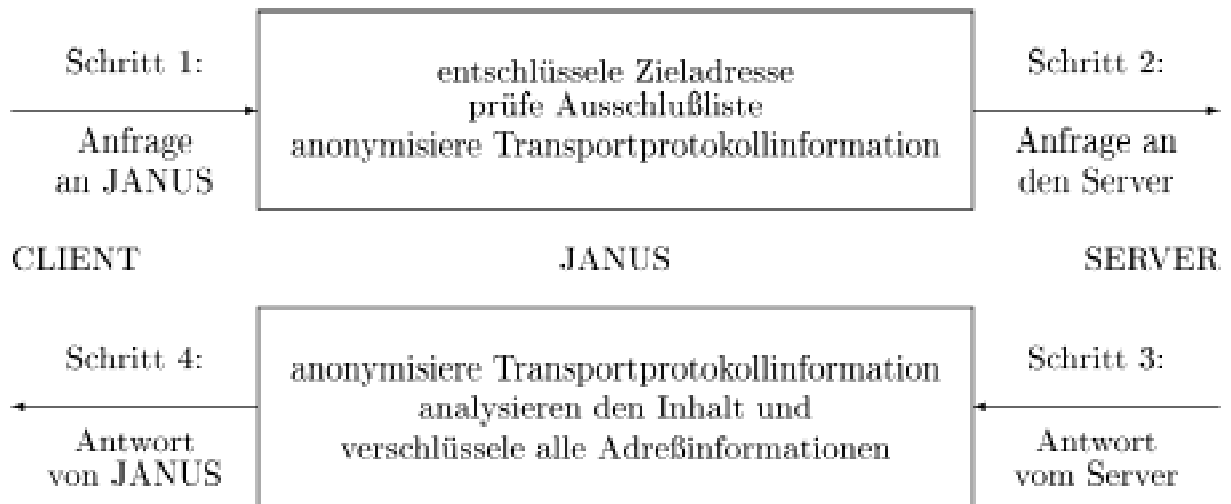 Schritt 1:
Anfrage
an JANUS
entschlüssele Zieladresse
prüfe Ausschlußliste
anonymisiere Transportprotokollinformation
Schritt 2:
Anfrage an
den Server
CLIENT
JANUS
SERVER
Schritt 4:
Antwort
von JANUS
anonymisiere Transportprotokollinformation
analysieren den Inhalt und
verschlüssele alle Adreßinformationen
Schritt 3:
Antwort
vom Server